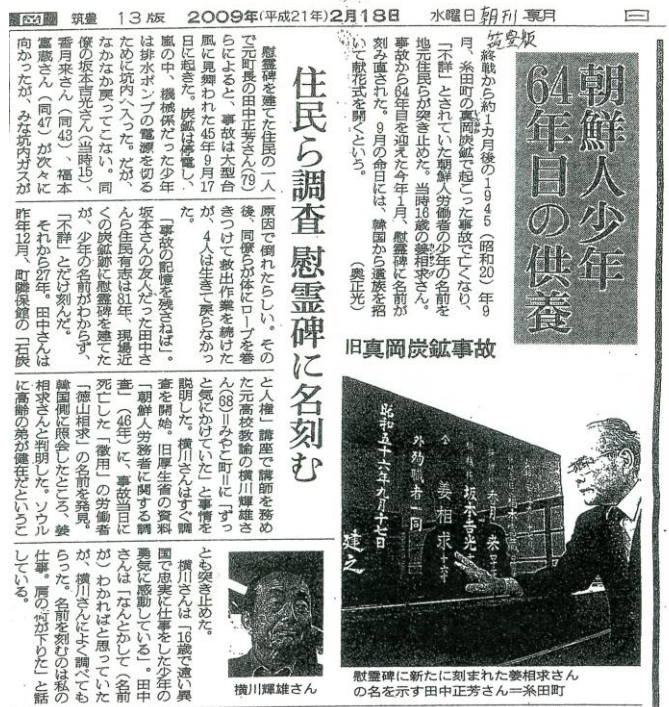 筑豊 13版 2009年(平成21年)2月18日 水曜日 朝刊
筑豊版
朝鮮人少年
64年目の供養
旧真岡炭鉱事故
住民ら調査 慰霊碑に名刻む
終戦から約1カ月後の1945(昭和20)年9
月、糸田町の真岡炭鉱で起こった事故で亡くなり、
「不詳」とされていた朝鮮人労働者の少年の名前を
地元住民らが突き止めた。当時16歳の姜相求さん。
事故から64年目を迎えた今年1月、慰霊碑に名前が
刻み直された。9月の命日には、韓国から遺族を招
いて献花式を開くという。
(奥正光)
慰霊碑を建てた住民の一人
で元町長の田中正芳さん(79)
らによると、事故は大型台
風に見舞われた45年9月17
日に起きた。炭鉱は停電し、
嵐の中、機械係だった少年
は排水ポンプの電源を切る
ために坑内へ入った。だが、
なかなか戻ってこない。同
僚の坂本吉光さん(当時15)、
香月来さん(同43)、福本
富蔵さん(同47)が次々に
向かったが、みな坑内ガスが
原因で倒れたらしい。その
後、同僚らが体にロープを巻
きつけて救出作業を続けた
が、4人は生きて戻らなかっ
た。
「事故の記憶を残さねば」。
坂本さんの友人だった田中さ
んら住民有志は81年、現場近
くの炭鉱跡に慰霊碑を建てた
が、少年の名前がわからず、
「不詳」とだけ刻んだ。
それから27年。田中さんは
昨年12月、町隣保館の「石炭
と人権」講座で講師を務め
た元高校教諭の横川輝雄さ
ん(68)=みやこ町=に「ずっ
と気にかけていた」と事情を
説明した。横川さんはすぐ調
査を開始。旧厚生省の資料
「朝鮮人労務者に関する調
査」(46年)に、事故当日に
死亡した「徴用」の労働者
「徳山相求」の名前を発見。
韓国側に照会したところ、姜
相求さんと判明した。ソウル
に高齢の弟が健在だというこ
とも突き止めた。
横川さんは「16歳で遠い異
国で忠実に仕事をした少年の
勇気に感動している」。田中
さんは「なんとかして(名前
が)わかればと思っていた
が、横川さんによく調べても
らった。名前を刻むのは私の
仕事。肩の荷が下りた」と話
している。
横川輝雄さん
坂本吉光
姜相求
外殉職者一同
昭和五十六年九月十七日
建之
慰霊碑に新たに刻まれた姜相求さん
の名を示す田中正芳さん=糸田町